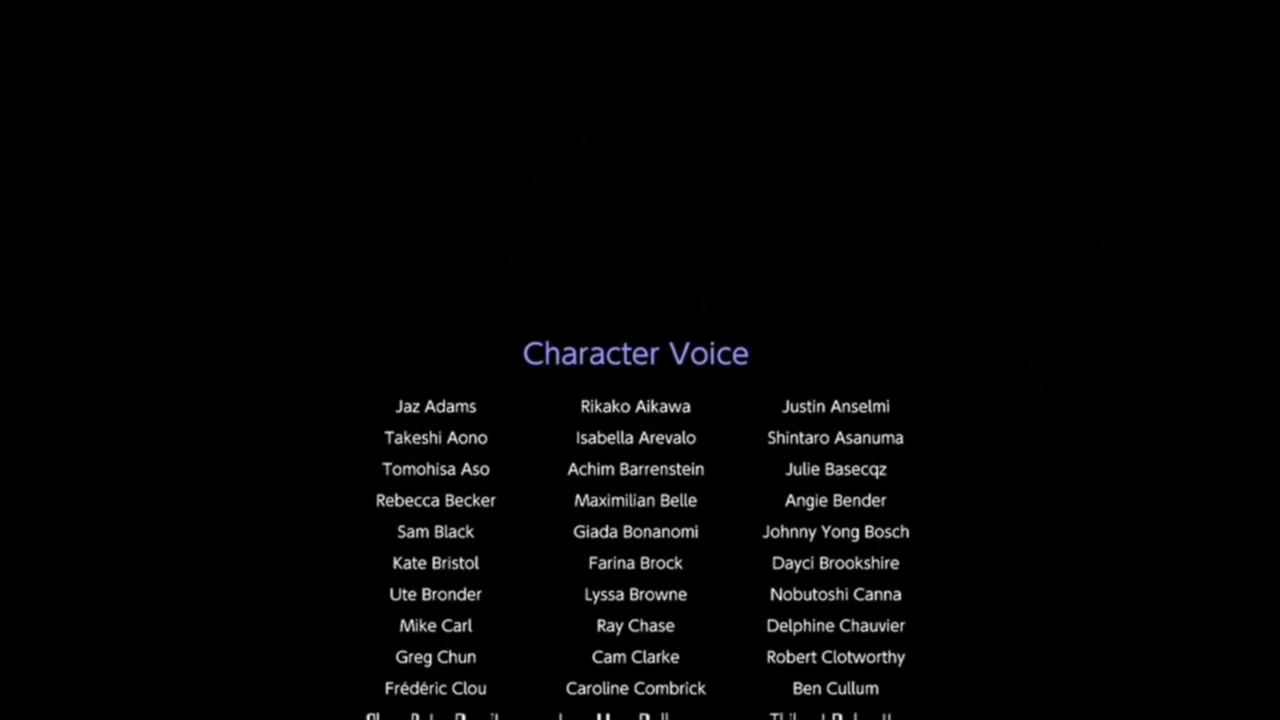 Character Voice
Jaz Adams Rikako Aikawa Justin Anselmi
Takeshi Aono Isabella Arevalo Shintaro Asanuma
Tomohisa Aso Achim Barrenstein Julie Basecqz
Rebecca Becker Maximilian Belle Angie Bender
Sam Black Giada Bonanomi Johnny Yong Bosch
Kate Bristol Farina Brock Dayci Brookshire
Ute Bronder Lyssa Browne Nobutoshi Canna
Mike Carl Ray Chase Delphine Chauvier
Greg Chun Cam Clarke Robert Clotworthy
Frédéric Clou Caroline Combrick Ben Cullum